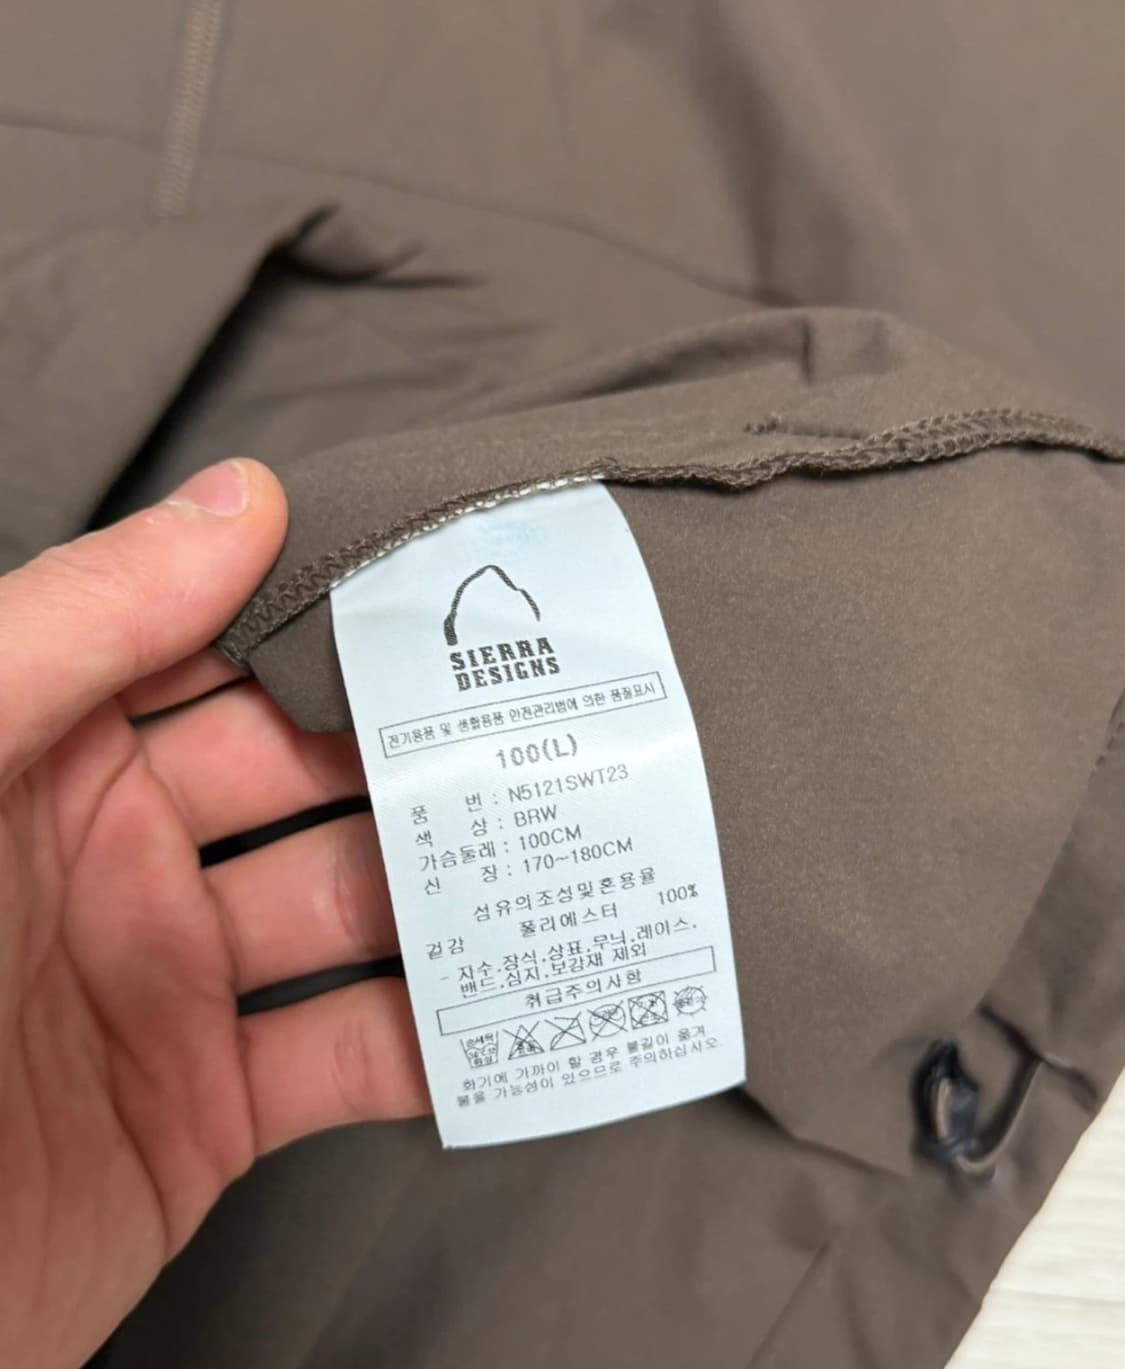 SIERRA
DESIGNS
전기용품 및 생활용품 안전관리법에 의한 품질표시
100(L)
품 번 : N5121SWT23
색 상 : BRW
가슴둘레 : 100CM
신 장 : 170~180CM
섬유의조성및혼용율
겉감 폴리에스터 100%
- 자수.장식.상표.무늬.레이스.
밴드.심지.보강재 제외
취급주의사항
화기에 가까이 할 경우 불길이 옮겨
붙을 가능성이 있으므로 주의하십시오.